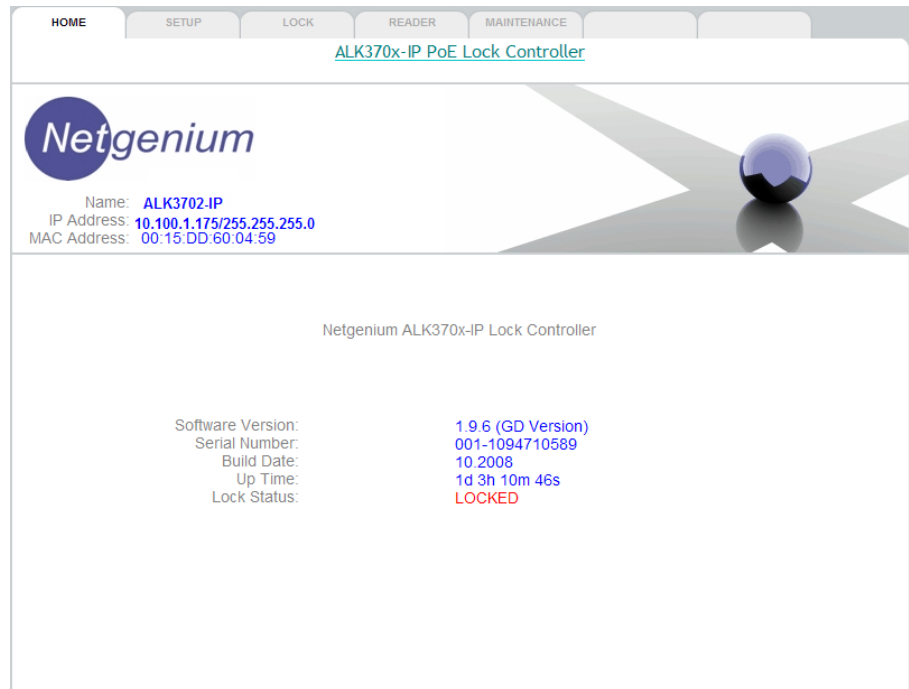 HOME SETUP LOCK READER MAINTENANCE
ALK370x-IP PoE Lock Controller
Netgenium
Name: ALK3702-IP
IP Address: 10.100.1.175/255.255.255.0
MAC Address: 00:15:DD:60:04:59
Netgenium ALK370x-IP Lock Controller
Software Version: 1.9.6 (GD Version)
Serial Number: 001-1094710589
Build Date: 10.2008
Up Time: 1d 3h 10m 46s
Lock Status: LOCKED